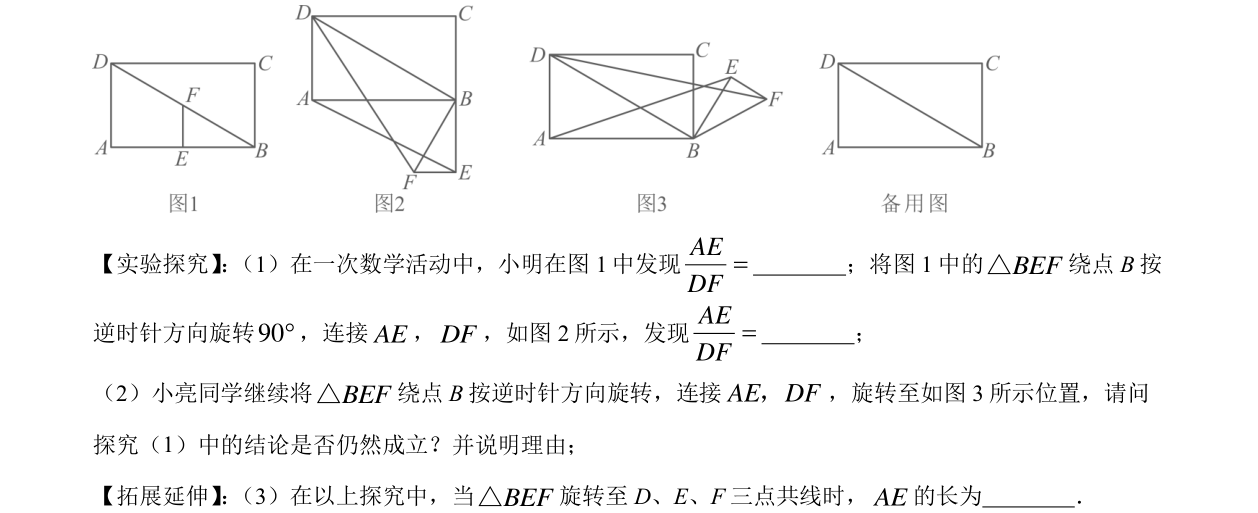 D C F A E B
D C A B F E
D C E F A B
D C A B
图1 图2 图3 备用图
【实验探究】：（1）在一次数学活动中，小明在图 1 中发现 AE/DF = ________；将图 1 中的△BEF 绕点 B 按
逆时针方向旋转90°，连接 AE，DF，如图 2 所示，发现 AE/DF = ________；
（2）小亮同学继续将△BEF 绕点 B 按逆时针方向旋转，连接 AE，DF，旋转至如图 3 所示位置，请问
探究（1）中的结论是否仍然成立？并说明理由；
【拓展延伸】：（3）在以上探究中，当△BEF 旋转至 D、E、F 三点共线时，AE 的长为________．